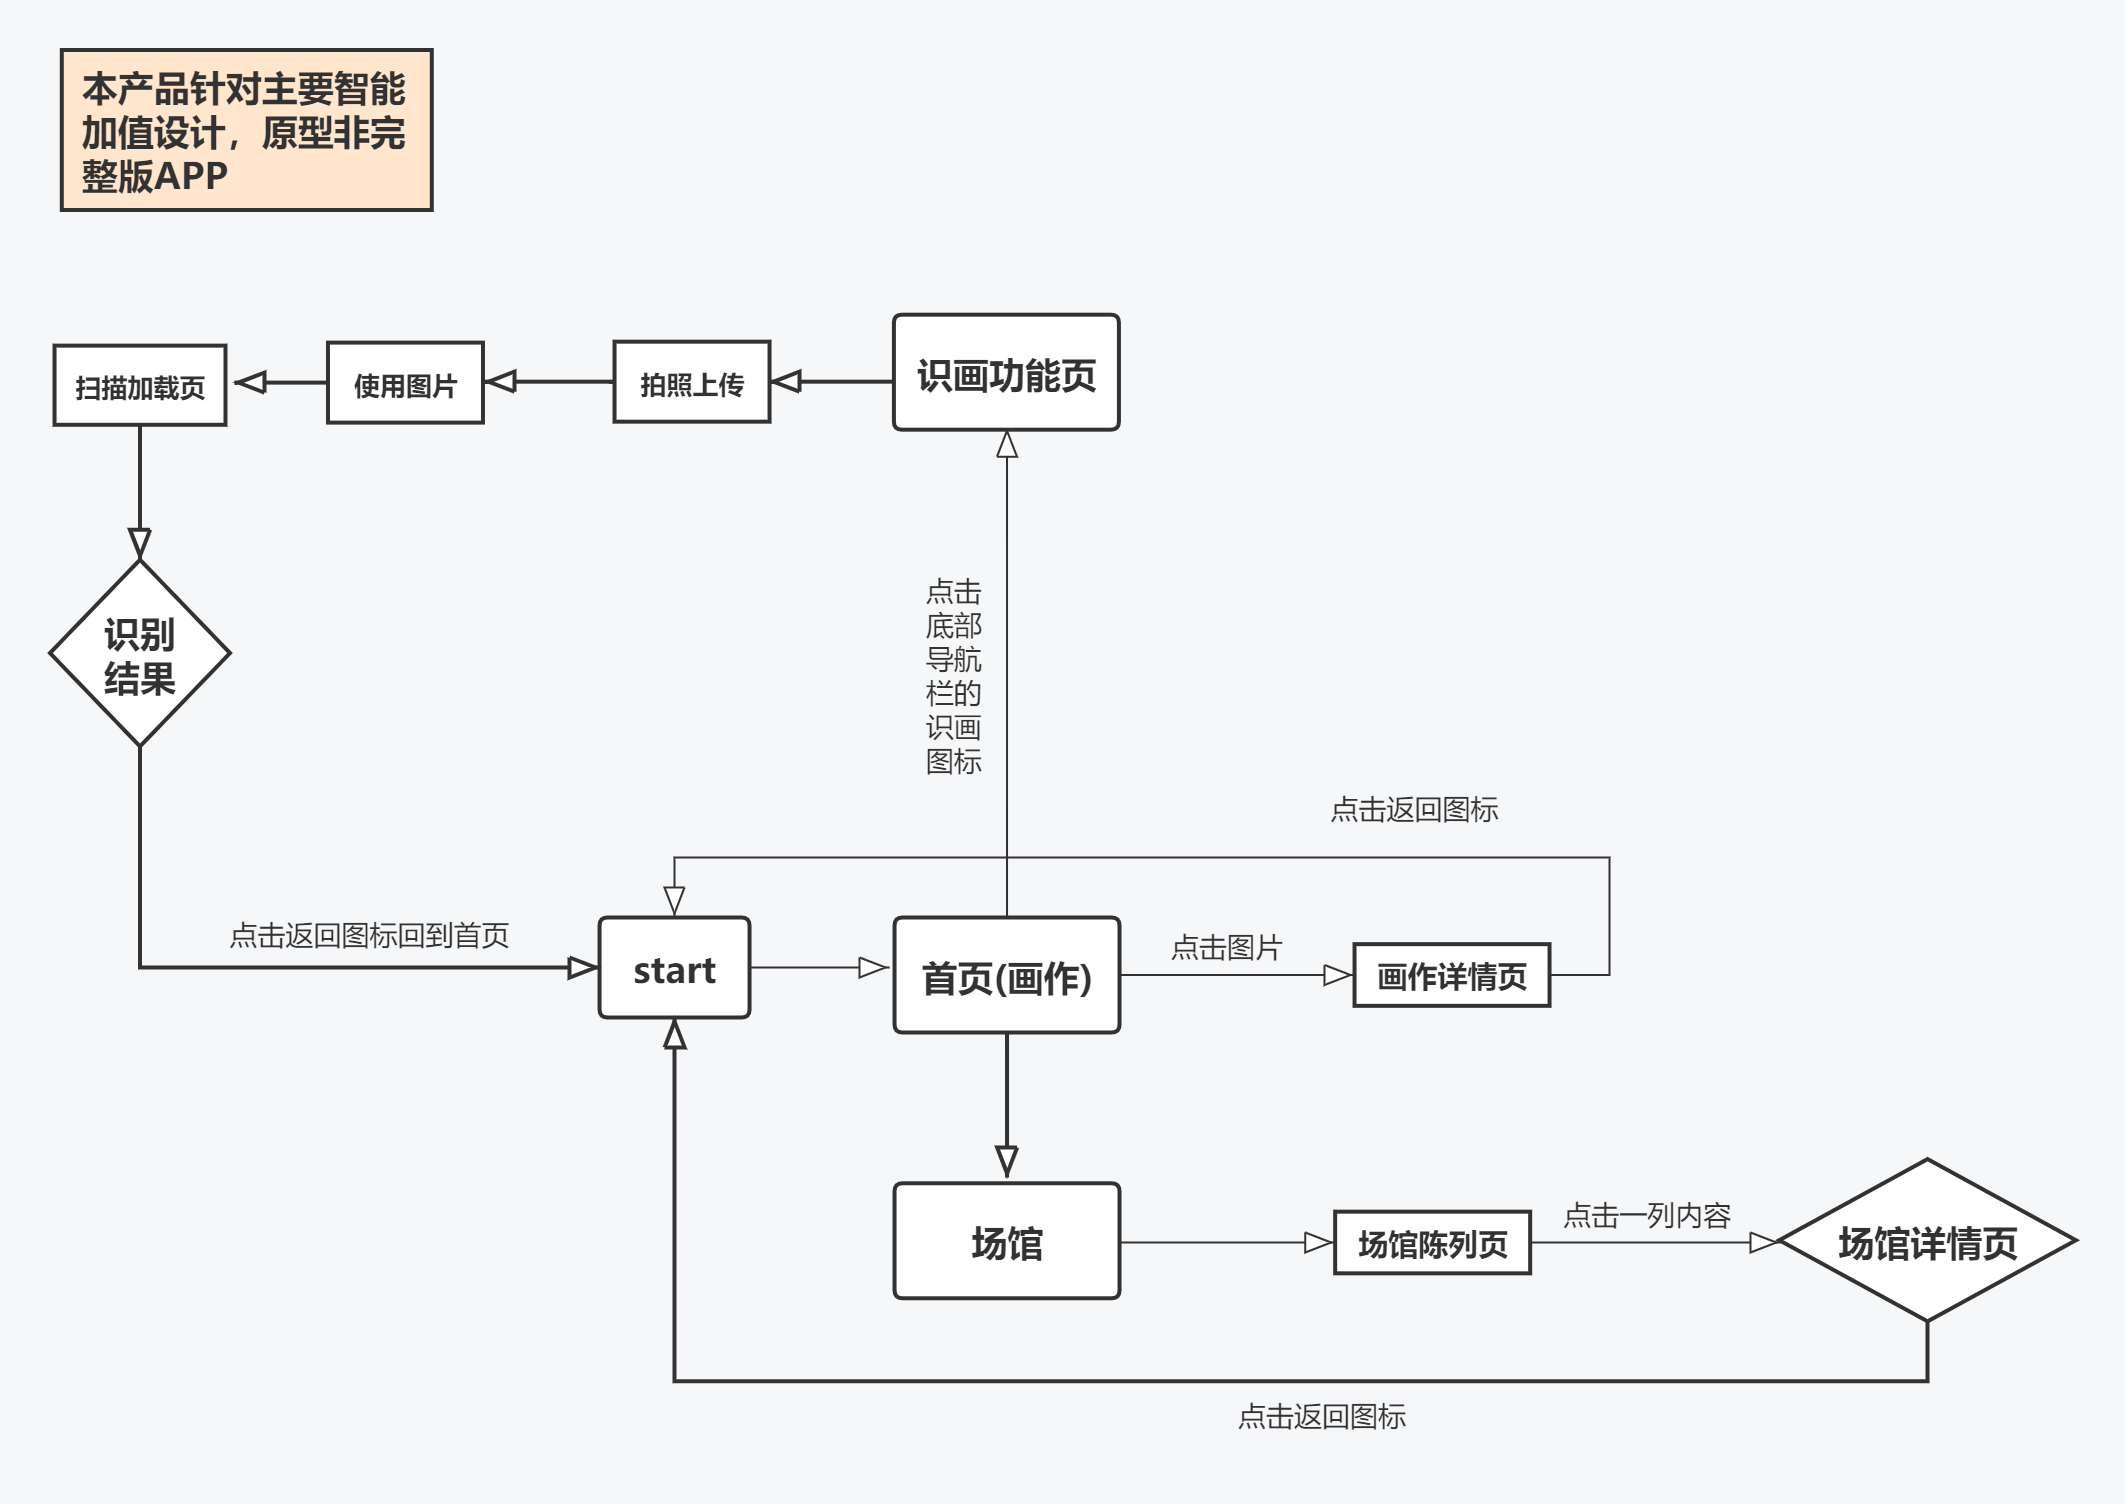 本产品针对主要智能
加值设计，原型非完
整版APP
扫描加载页
使用图片
拍照上传
识画功能页
识别
结果
点击
底部
导航
栏的
识画
图标
点击返回图标
点击返回图标回到首页
start
首页(画作)
点击图片
画作详情页
场馆
场馆陈列页
点击一列内容
场馆详情页
点击返回图标